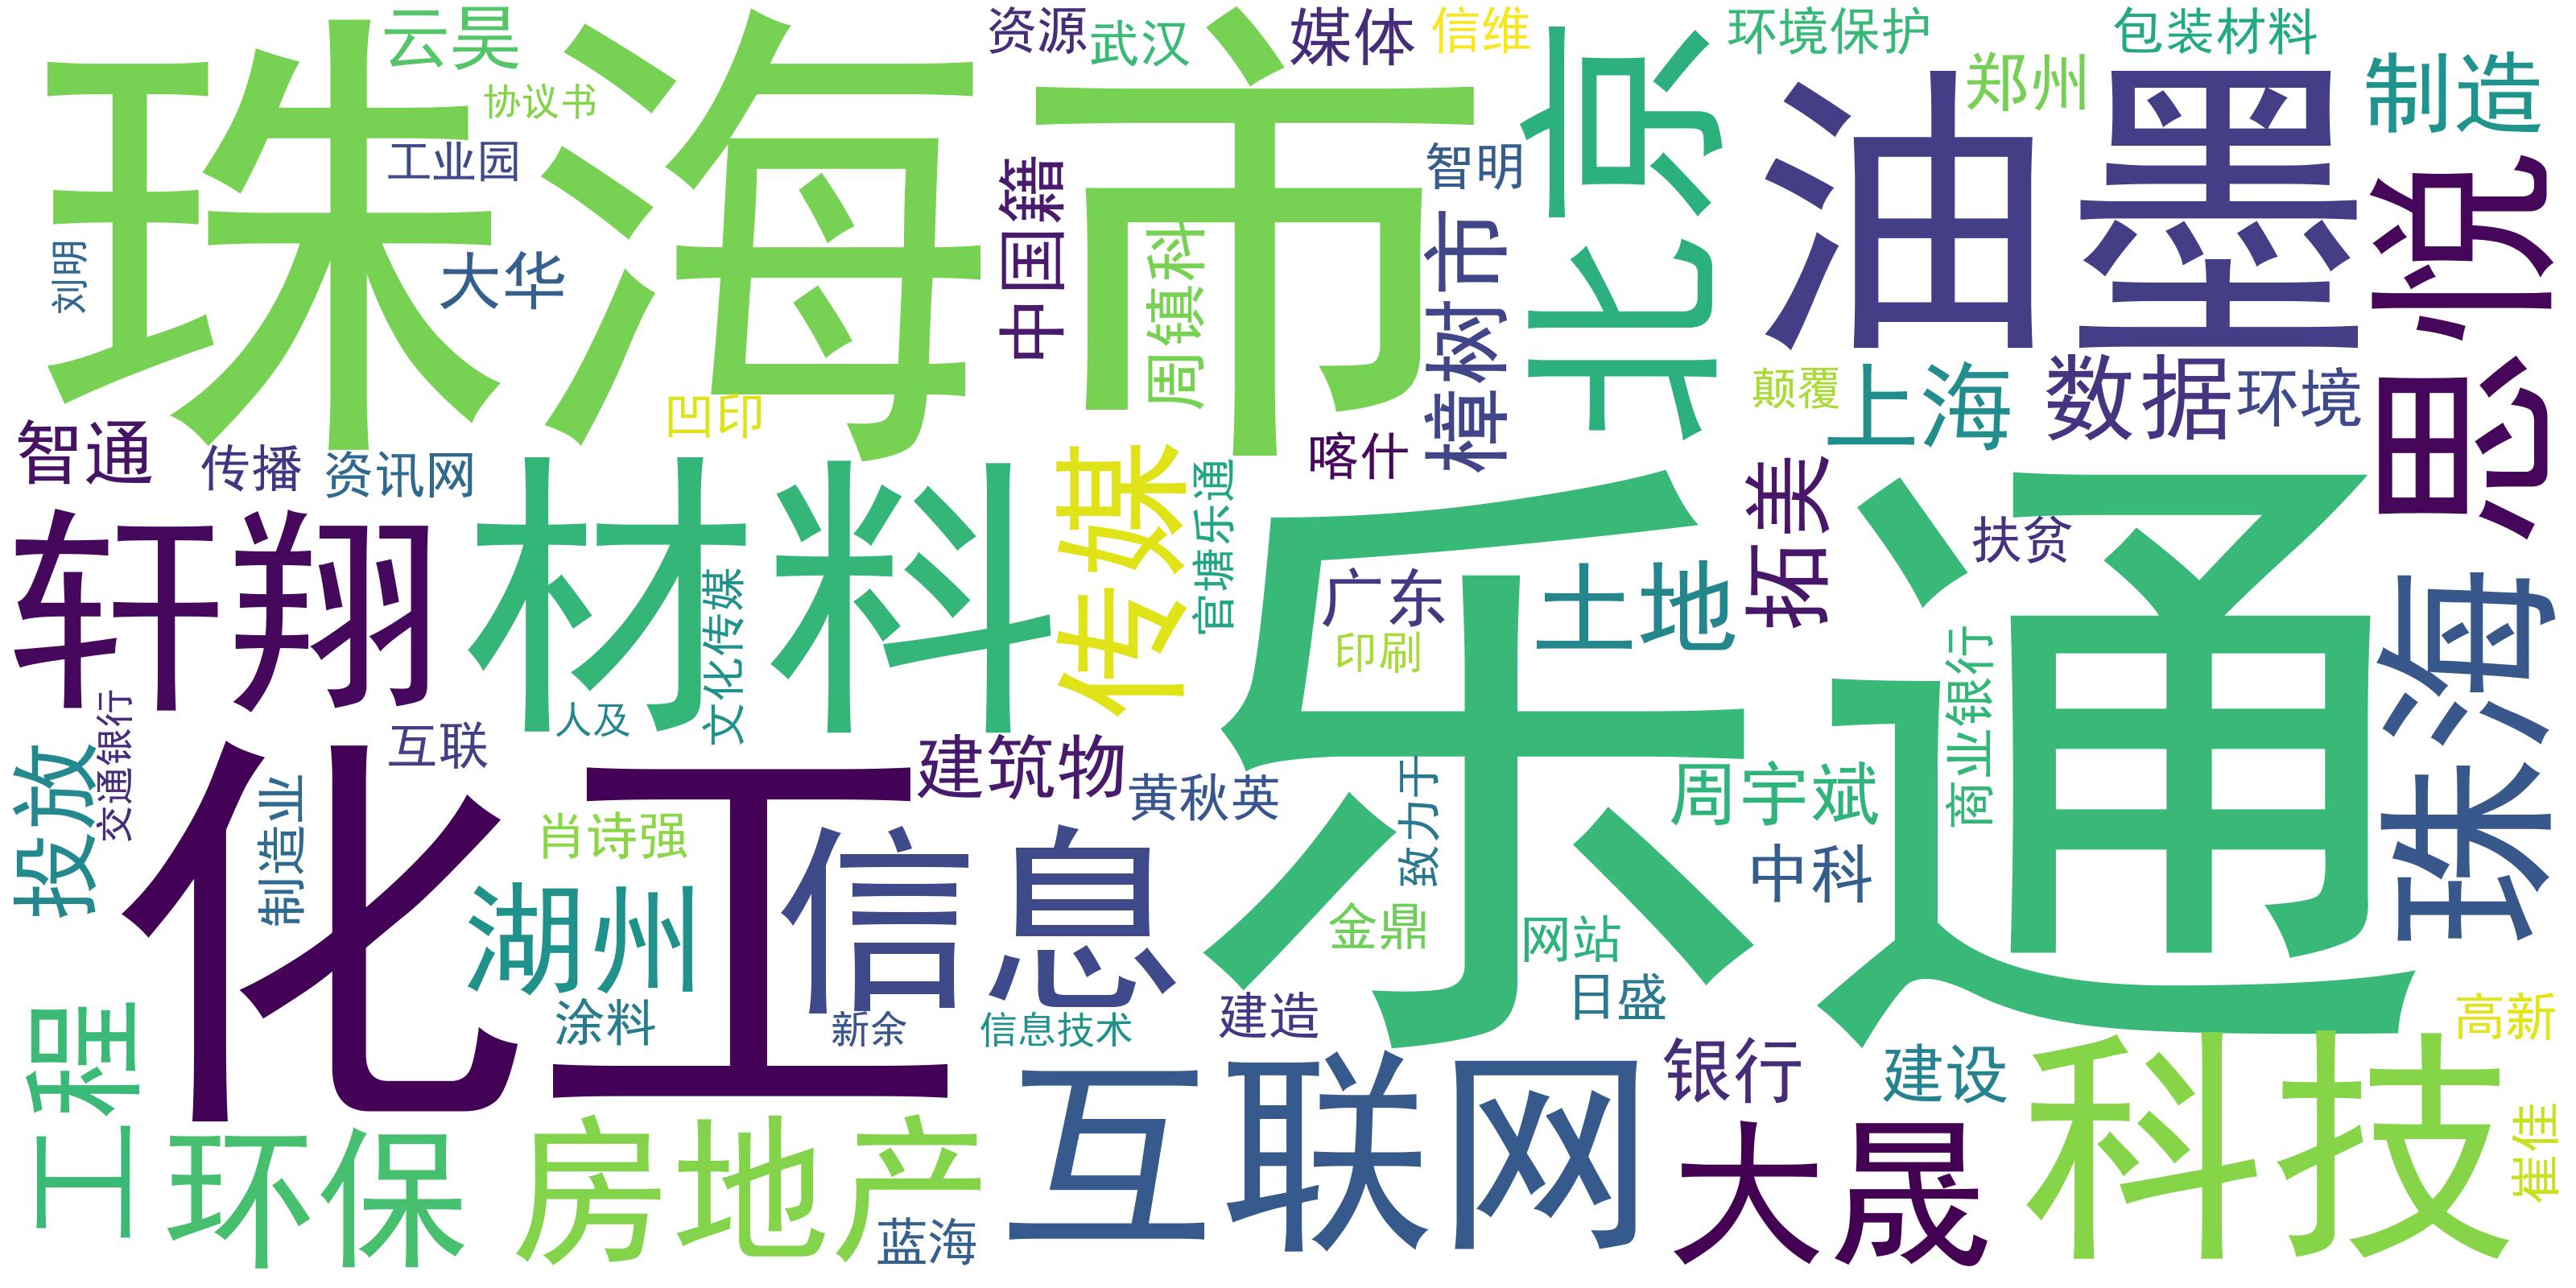 珠海市
云昊
协议书
工业园
大华
刘明
凹印
资源
武汉
媒体
信维
中国籍
周镇科
智明
樟树市
北京
环境保护
包装材料
郑州
制造
油墨
思悦
颠覆
上海
数据
环境
喀什
智通
传播
资讯网
轩翔
材料
传媒
官塘乐通
文化传媒
人及
乐通
广东
印刷
土地
拓美
扶贫
商业银行
珠海
交通银行
投放
互联
制造业
化工
建筑物
黄秋英
肖诗强
信息
湖州
涂料
新余
信息技术
致力于
周宇斌
中科
金鼎
网站
日盛
建造
高新
工程
环保
房地产
蓝海
互联网
银行
建设
大晟
科技
崔佳